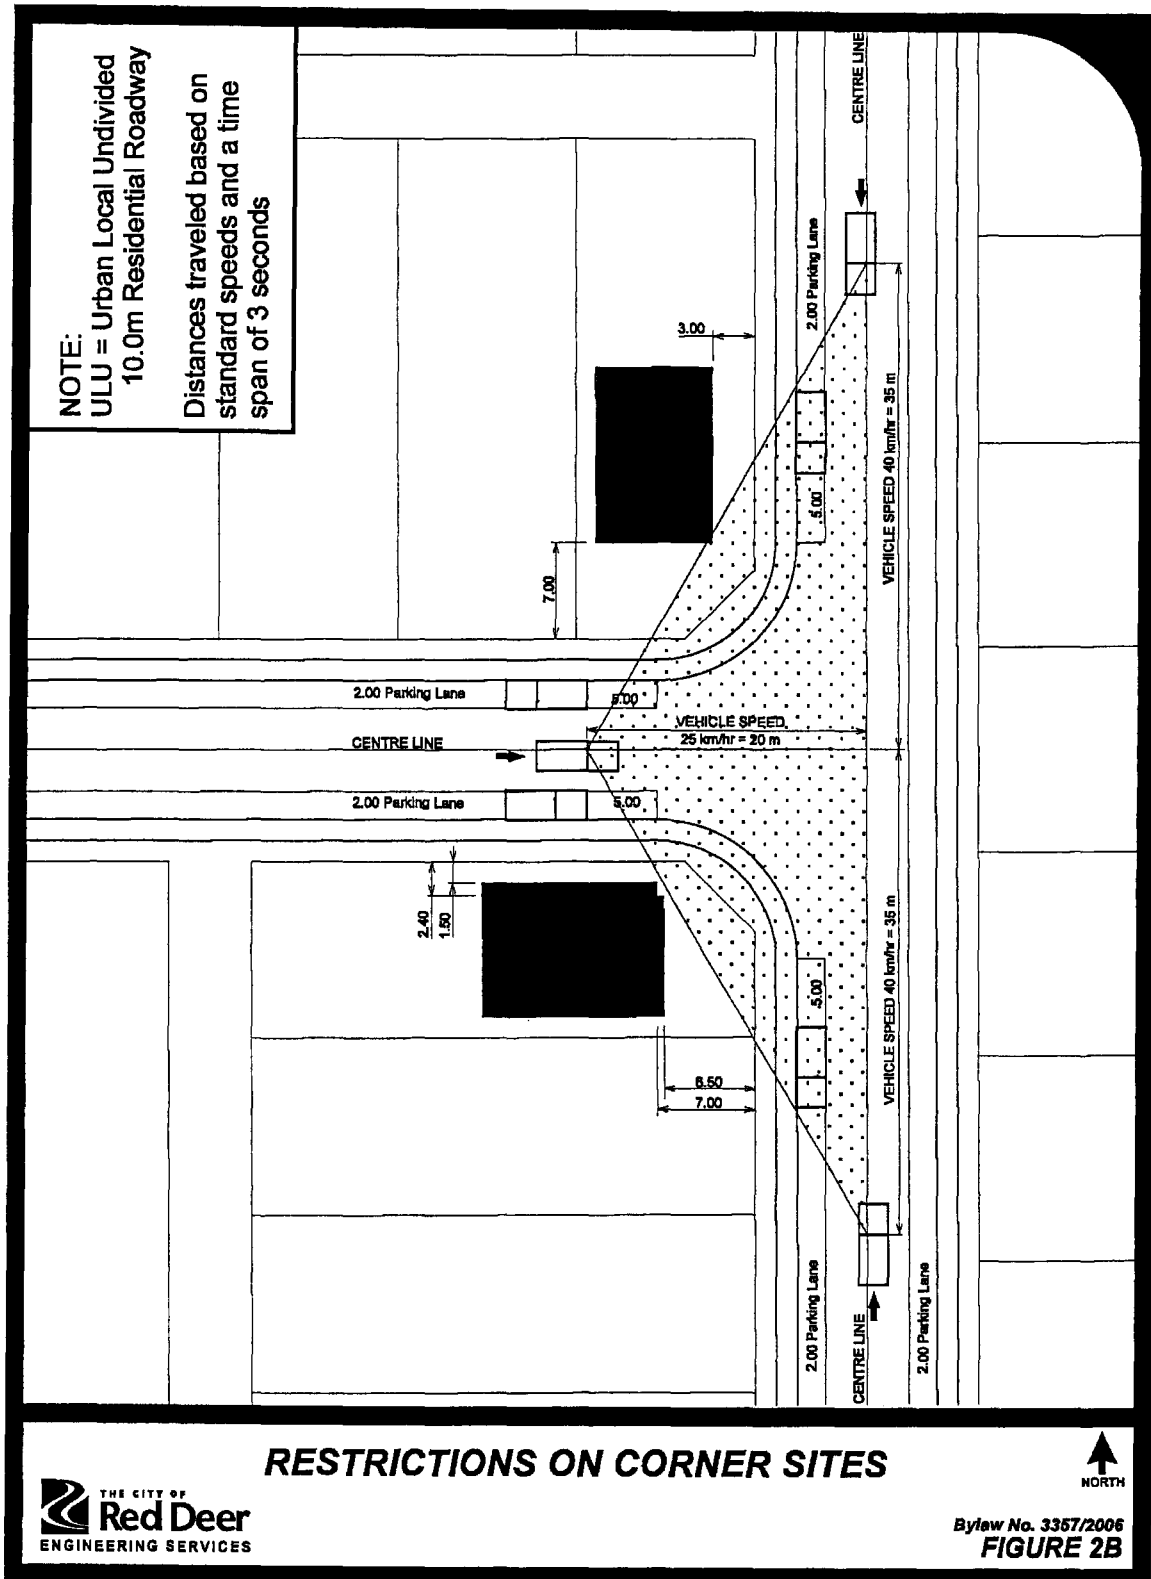 NOTE:
ULU = Urban Local Undivided
10.0m Residential Roadway
Distances traveled based on
standard speeds and a time
span of 3 seconds
CENTRE LINE
2.00 Parking Lane
3.00
VEHICLE SPEED 40 km/hr = 35 m
5.00
7.00
2.00 Parking Lane
5.00
VEHICLE SPEED
25 km/hr = 20 m
CENTRE LINE
2.00 Parking Lane
5.00
2.40
1.50
VEHICLE SPEED 40 km/hr = 35 m
5.00
6.50
7.00
2.00 Parking Lane
CENTRE LINE
2.00 Parking Lane
RESTRICTIONS ON CORNER SITES
NORTH
THE CITY OF
Red Deer
ENGINEERING SERVICES
Bylaw No. 3357/2006
FIGURE 2B